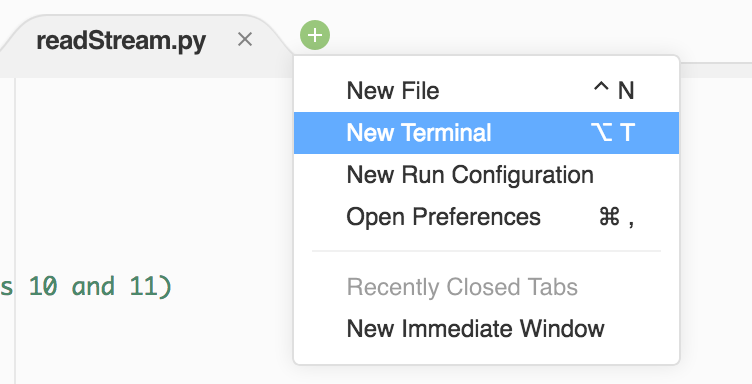 readStream.py ×
New File ^ N
New Terminal ⌥ T
New Run Configuration
Open Preferences ⌘ ,
s 10 and 11)
Recently Closed Tabs
New Immediate Window